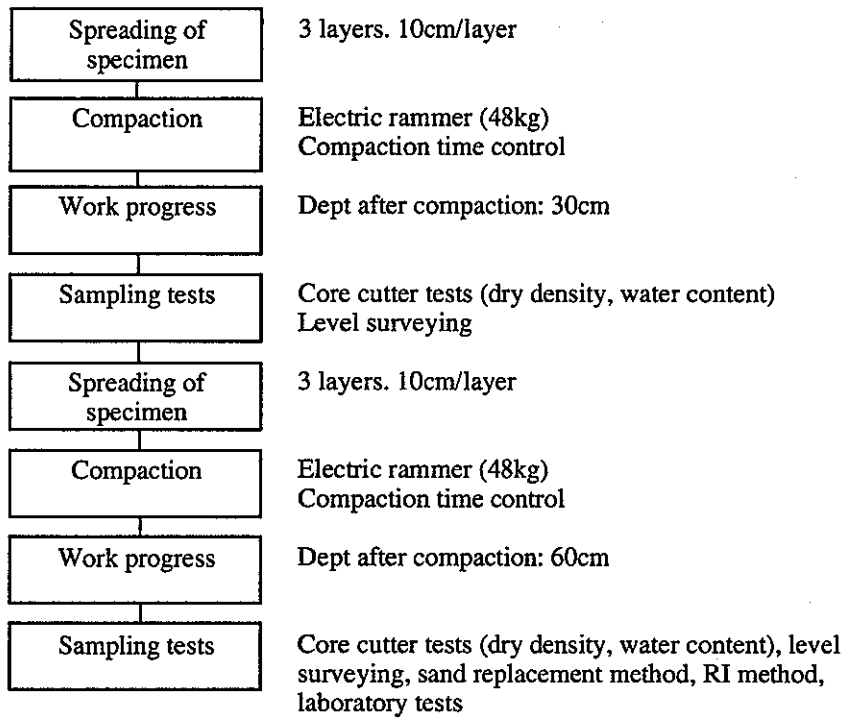 Spreading of
specimen
3 layers. 10cm/layer
Compaction
Electric rammer (48kg)
Compaction time control
Work progress
Dept after compaction: 30cm
Sampling tests
Core cutter tests (dry density, water content)
Level surveying
Spreading of
specimen
3 layers. 10cm/layer
Compaction
Electric rammer (48kg)
Compaction time control
Work progress
Dept after compaction: 60cm
Sampling tests
Core cutter tests (dry density, water content), level
surveying, sand replacement method, RI method,
laboratory tests